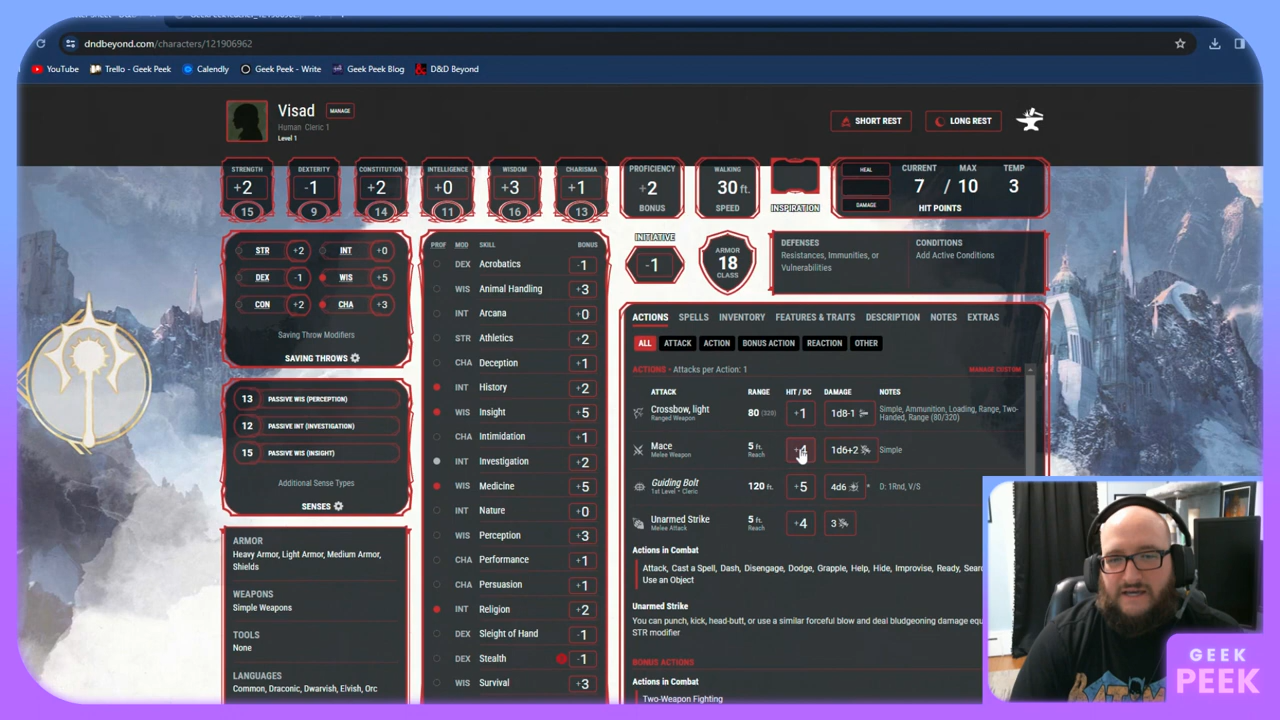 dndbeyond.com/characters/121906962
YouTube
Trello - Geek Peek
Calendly
Geek Peek - Write
Geek Peek Blog
D&D Beyond
Visad
MANAGE
Human Cleric 1
Level 1
SHORT REST
LONG REST
STRENGTH
+2
15
DEXTERITY
-1
9
CONSTITUTION
+2
14
INTELLIGENCE
+0
11
WISDOM
+3
16
CHARISMA
+1
13
PROFICIENCY
+2
BONUS
WALKING
30 ft.
SPEED
INSPIRATION
HEAL
DAMAGE
CURRENT
MAX
TEMP
7 / 10
3
HIT POINTS
STR +2
INT +0
DEX -1
WIS +5
CON +2
CHA +3
Saving Throw Modifiers
SAVING THROWS
13 PASSIVE WIS (PERCEPTION)
12 PASSIVE INT (INVESTIGATION)
15 PASSIVE WIS (INSIGHT)
Additional Sense Types
SENSES
ARMOR
Heavy Armor, Light Armor, Medium Armor,
Shields
WEAPONS
Simple Weapons
TOOLS
None
LANGUAGES
Common, Draconic, Dwarvish, Elvish, Orc
PROF MOD SKILL BONUS
DEX Acrobatics -1
WIS Animal Handling +3
INT Arcana +0
STR Athletics +2
CHA Deception +1
INT History +2
WIS Insight +5
CHA Intimidation +1
INT Investigation +2
WIS Medicine +5
INT Nature +0
WIS Perception +3
CHA Performance +1
CHA Persuasion +1
INT Religion +2
DEX Sleight of Hand -1
DEX Stealth -1
WIS Survival +3
INITIATIVE
-1
ARMOR
18
CLASS
DEFENSES
Resistances, Immunities, or
Vulnerabilities
CONDITIONS
Add Active Conditions
ACTIONS SPELLS INVENTORY FEATURES & TRAITS DESCRIPTION NOTES EXTRAS
ALL ATTACK ACTION BONUS ACTION REACTION OTHER
ACTIONS • Attacks per Action: 1
MANAGE CUSTOM
ATTACK RANGE HIT / DC DAMAGE NOTES
Crossbow, light
Ranged Weapon
80 (320)
+1
1d8-1
Simple, Ammunition, Loading, Range, Two-
Handed, Range (80/320)
Mace
Melee Weapon
5 ft.
Reach
1d6+2
Simple
Guiding Bolt
1st Level • Cleric
120 ft.
+5
4d6 *
D: 1Rnd, V/S
Unarmed Strike
Melee Attack
5 ft.
Reach
+4
3
Actions in Combat
Attack, Cast a Spell, Dash, Disengage, Dodge, Grapple, Help, Hide, Improvise, Ready, Sear
Use an Object
Unarmed Strike
You can punch, kick, head-butt, or use a similar forceful blow and deal bludgeoning damage equ
STR modifier
BONUS ACTIONS
Actions in Combat
Two-Weapon Fighting
GEEK
PEEK